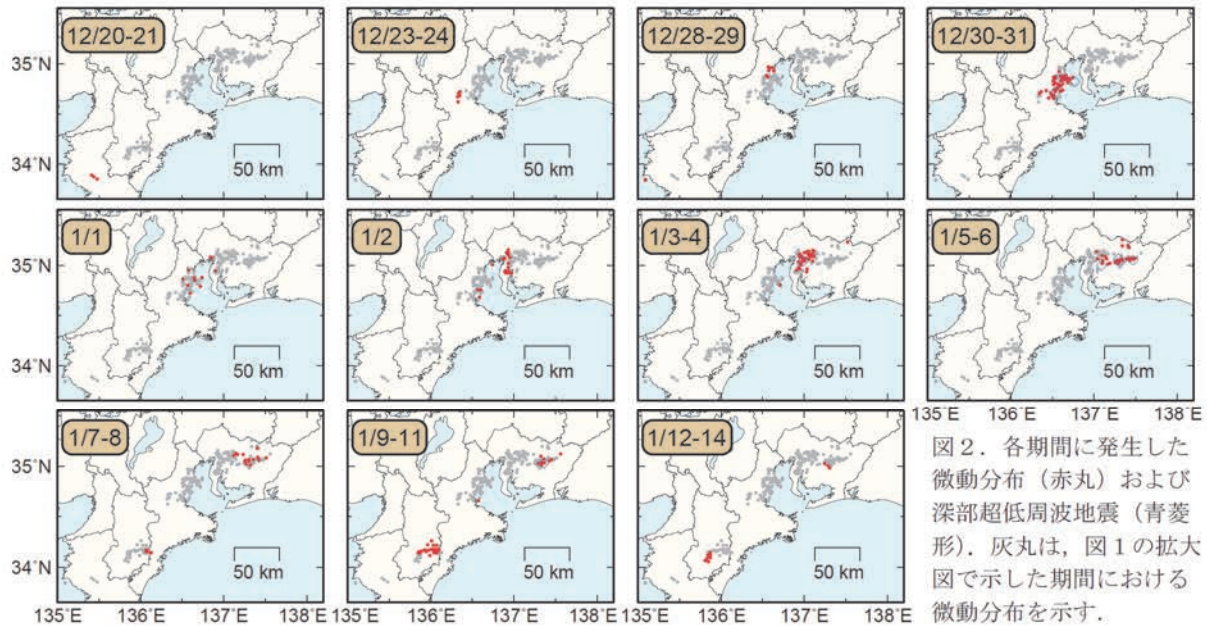 12/20-21
12/23-24
12/28-29
12/30-31
35°N
34°N
50 km
50 km
50 km
50 km
1/1
1/2
1/3-4
1/5-6
35°N
34°N
50 km
50 km
50 km
50 km
135°E 136°E 137°E 138°E
1/7-8
1/9-11
1/12-14
35°N
34°N
50 km
50 km
50 km
135°E 136°E 137°E 138°E
135°E 136°E 137°E 138°E
135°E 136°E 137°E 138°E
図2. 各期間に発生した
微動分布(赤丸)および
深部超低周波地震(青菱
形).灰丸は,図1の拡大
図で示した期間における
微動分布を示す.